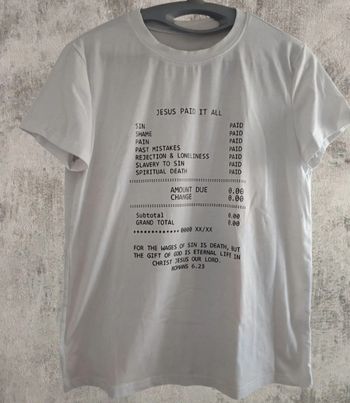 JESUS PAID IT ALL
SIN PAID
SHAME PAID
PAIN PAID
PAST MISTAKES PAID
REJECTION & LONELINESS PAID
SLAVERY TO SIN PAID
SPIRITUAL DEATH PAID
AMOUNT DUE 0.00
CHANGE 0.00
Subtotal 0.00
GRAND TOTAL 0.00
0000 XX/XX
FOR THE WAGES OF SIN IS DEATH, BUT
THE GIFT OF GOD IS ETERNAL LIFE IN
CHRIST JESUS OUR LORD.
ROMANS 6.23